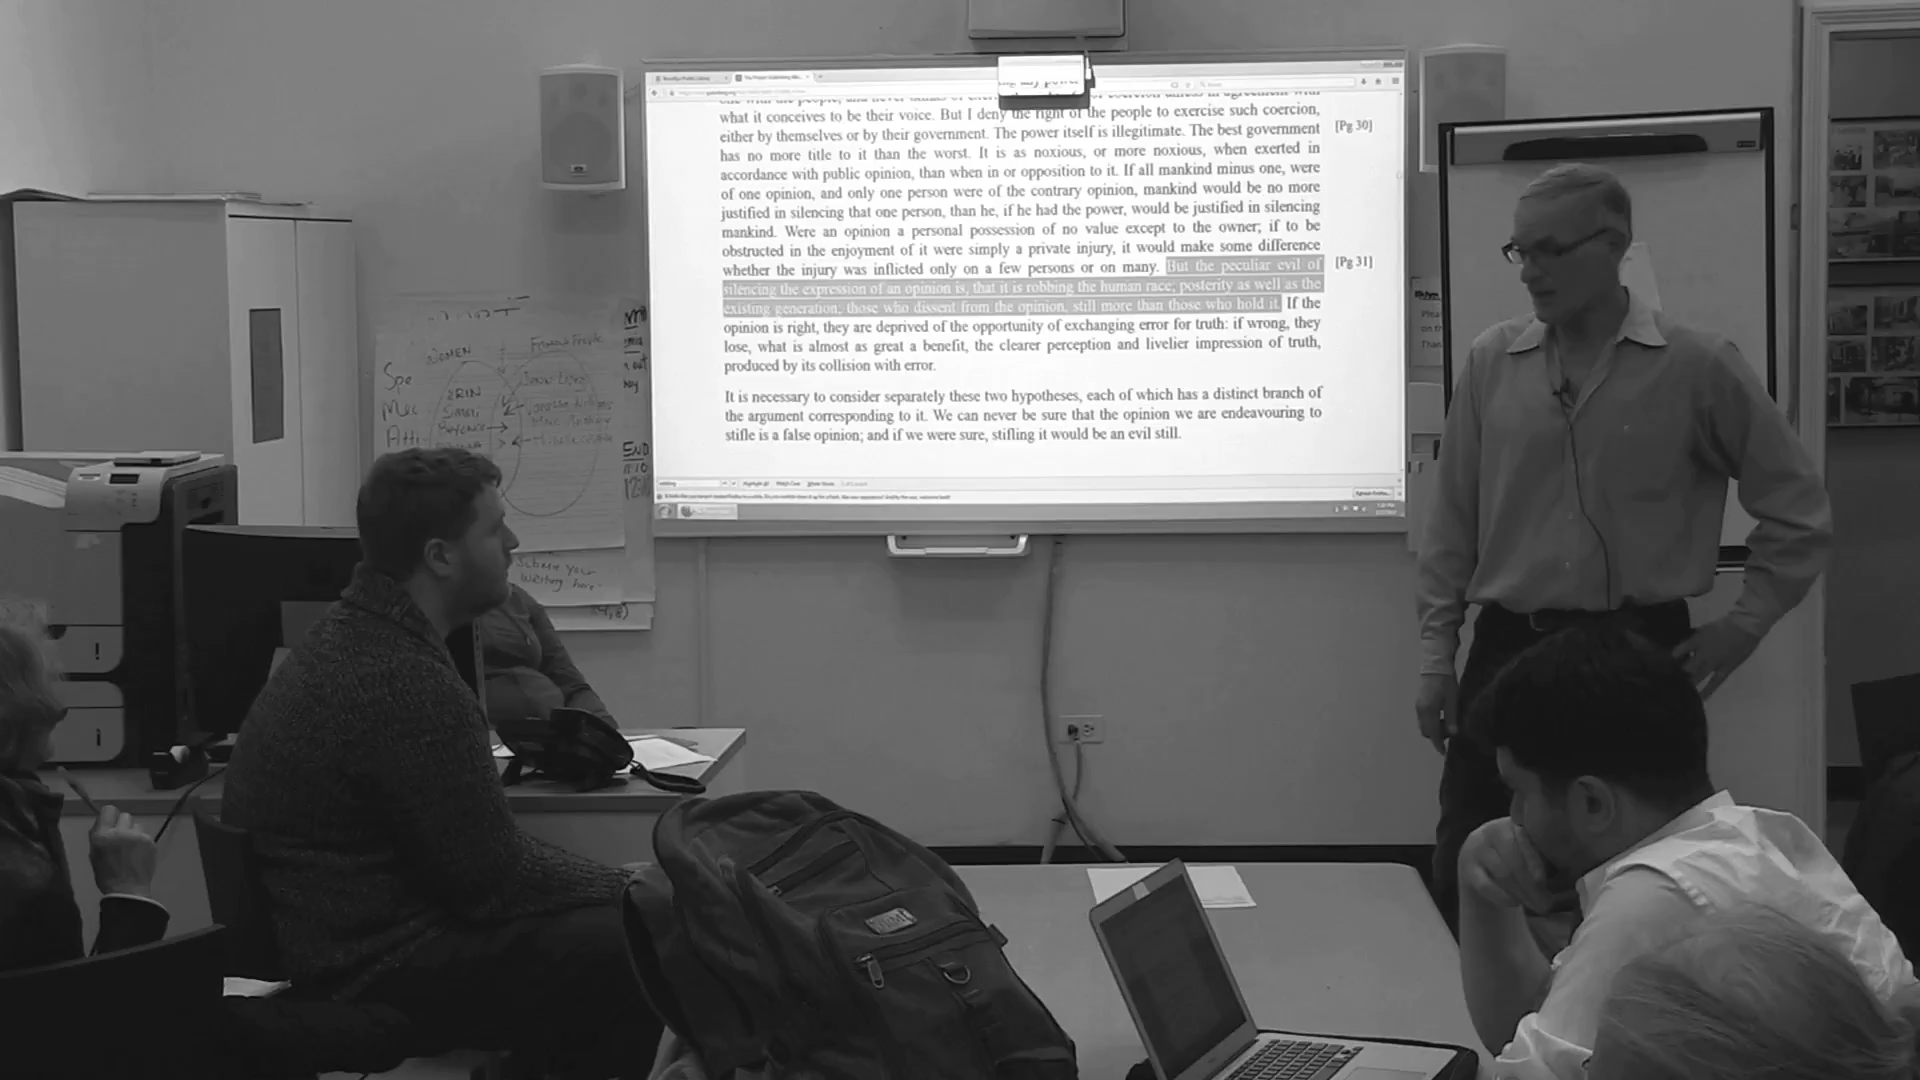 what it conceives to be their voice. But I deny the right of the people to exercise such coercion,
either by themselves or by their government. The power itself is illegitimate. The best government
[Pg 30]
has no more title to it than the worst. It is as noxious, or more noxious, when exerted in
accordance with public opinion, than when in or opposition to it. If all mankind minus one, were
of one opinion, and only one person were of the contrary opinion, mankind would be no more
justified in silencing that one person, than he, if he had the power, would be justified in silencing
mankind. Were an opinion a personal possession of no value except to the owner; if to be
obstructed in the enjoyment of it were simply a private injury, it would make some difference
whether the injury was inflicted only on a few persons or on many. But the peculiar evil of
[Pg 31]
silencing the expression of an opinion is, that it is robbing the human race; posterity as well as the
existing generation; those who dissent from the opinion, still more than those who hold it. If the
opinion is right, they are deprived of the opportunity of exchanging error for truth: if wrong, they
lose, what is almost as great a benefit, the clearer perception and livelier impression of truth,
produced by its collision with error.
It is necessary to consider separately these two hypotheses, each of which has a distinct branch of
the argument corresponding to it. We can never be sure that the opinion we are endeavouring to
stifle is a false opinion; and if we were sure, stifling it would be an evil still.
WOMEN
Spe
ERIN
BEYONCE
END
Submit your
Writing here
Plea
on th
Than